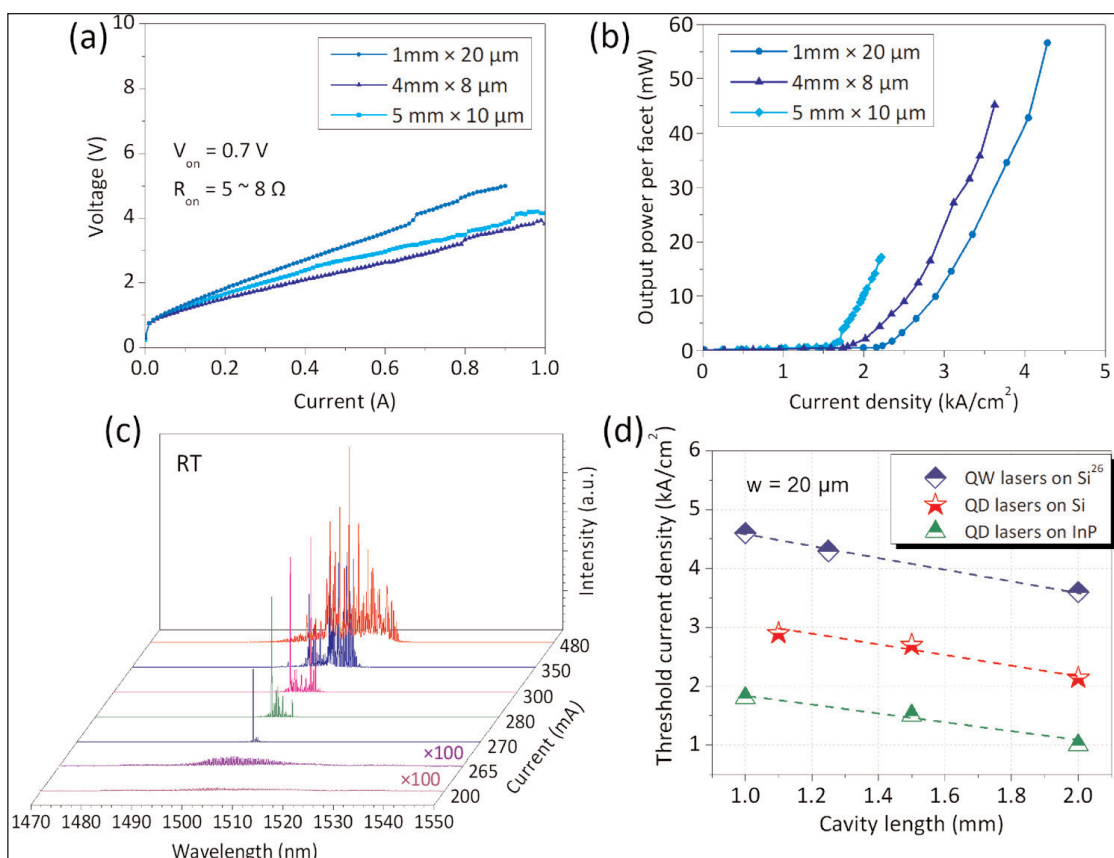 (a)
10
8
6
4
2
0
Voltage (V)
1mm × 20 μm
4mm × 8 μm
5 mm × 10 μm
Von = 0.7 V
Ron = 5 ~ 8 Ω
0.0 0.2 0.4 0.6 0.8 1.0
Current (A)
(b)
60
50
40
30
20
10
0
Output power per facet (mW)
1mm × 20 μm
4mm × 8 μm
5 mm × 10 μm
0 1 2 3 4 5
Current density (kA/cm²)
(c)
RT
Intensity (a.u.)
480
350
300
280
270
265
200
×100
×100
Current (mA)
1470 1480 1490 1500 1510 1520 1530 1540 1550
Wavelength (nm)
(d)
6
5
4
3
2
1
Threshold current density (kA/cm²)
w = 20 μm
QW lasers on Si²⁶
QD lasers on Si
QD lasers on InP
1.0 1.2 1.4 1.6 1.8 2.0
Cavity length (mm)